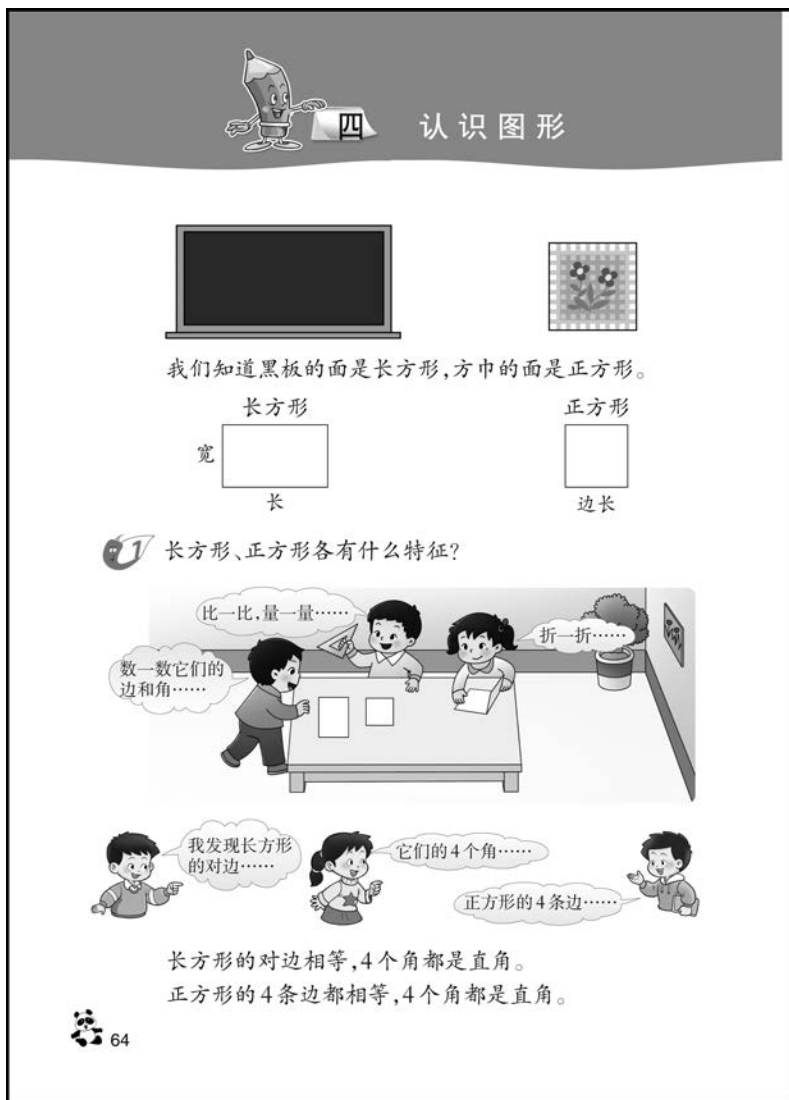 四 认识图形
我们知道黑板的面是长方形,方巾的面是正方形。
长方形
宽
长
正方形
边长
1 长方形、正方形各有什么特征?
比一比,量一量……
折一折……
数一数它们的
边和角……
我发现长方形
的对边……
它们的4个角……
正方形的4条边……
长方形的对边相等,4个角都是直角。
正方形的4条边都相等,4个角都是直角。
64